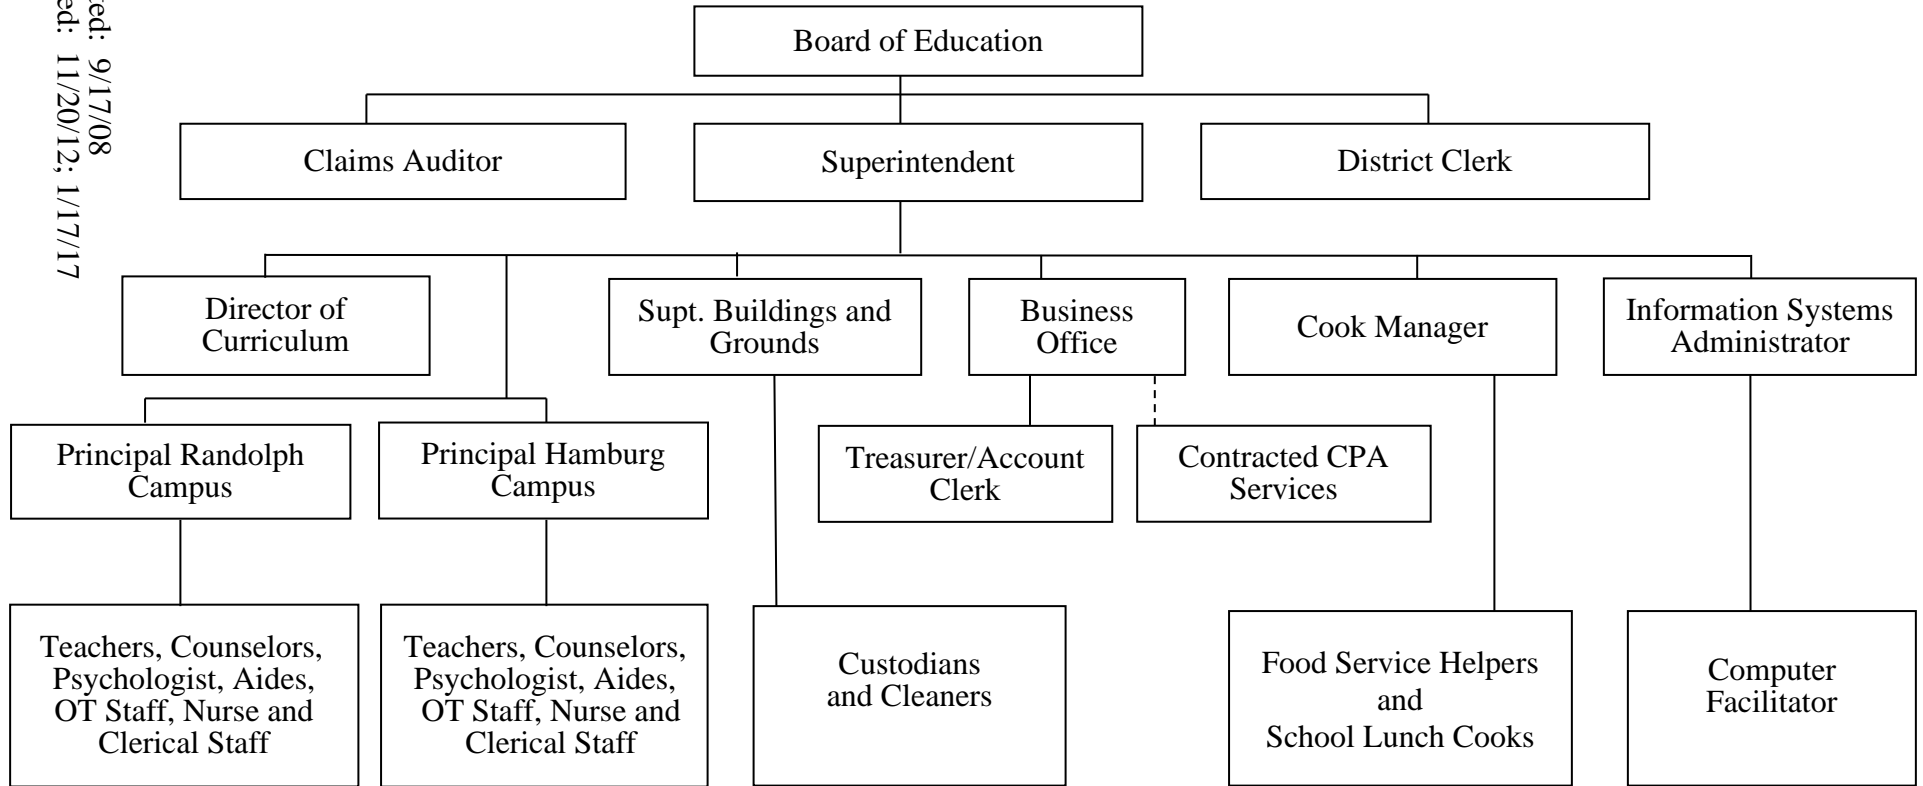 Board of Education
Claims Auditor
Superintendent
District Clerk
Director of
Curriculum
Supt. Buildings and
Grounds
Business
Office
Cook Manager
Information Systems
Administrator
Principal Randolph
Campus
Principal Hamburg
Campus
Treasurer/Account
Clerk
Contracted CPA
Services
Teachers, Counselors,
Psychologist, Aides,
OT Staff, Nurse and
Clerical Staff
Teachers, Counselors,
Psychologist, Aides,
OT Staff, Nurse and
Clerical Staff
Custodians
and Cleaners
Food Service Helpers
and
School Lunch Cooks
Computer
Facilitator
9/17/08
11/20/12; 1/17/17